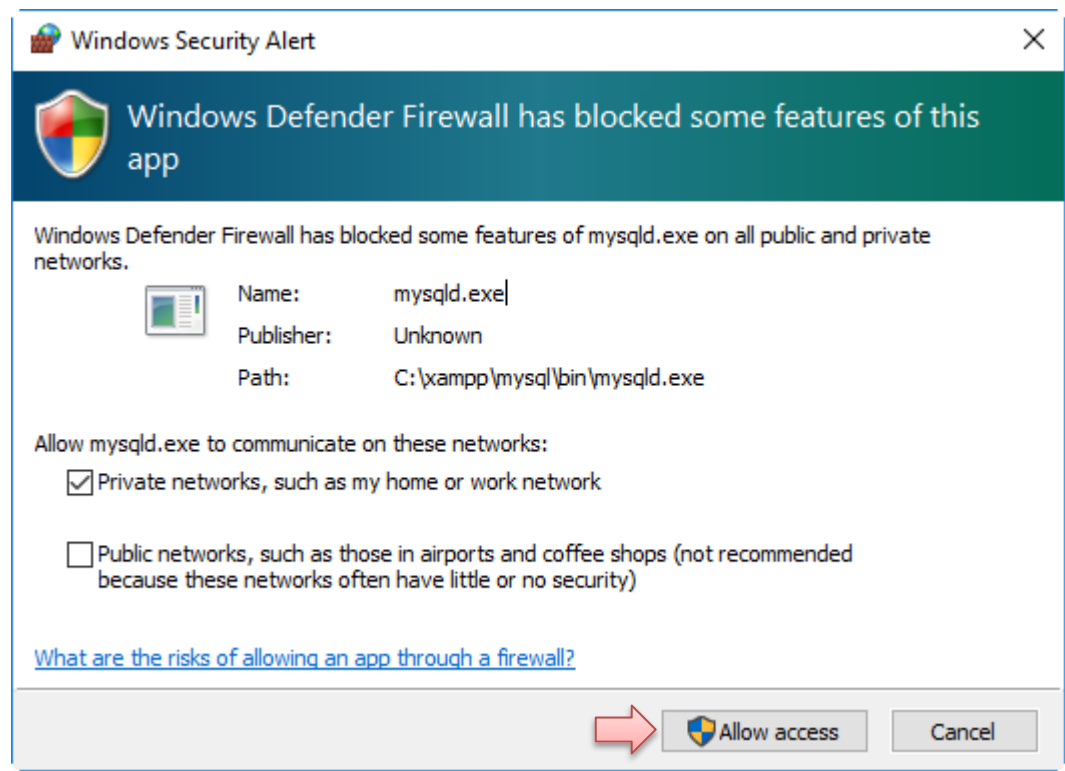 Windows Security Alert
Windows Defender Firewall has blocked some features of this
app
Windows Defender Firewall has blocked some features of mysqld.exe on all public and private
networks.
Name: mysqld.exe
Publisher: Unknown
Path: C:\xampp\mysql\bin\mysqld.exe
Allow mysqld.exe to communicate on these networks:
Private networks, such as my home or work network
Public networks, such as those in airports and coffee shops (not recommended
because these networks often have little or no security)
What are the risks of allowing an app through a firewall?
Allow access Cancel